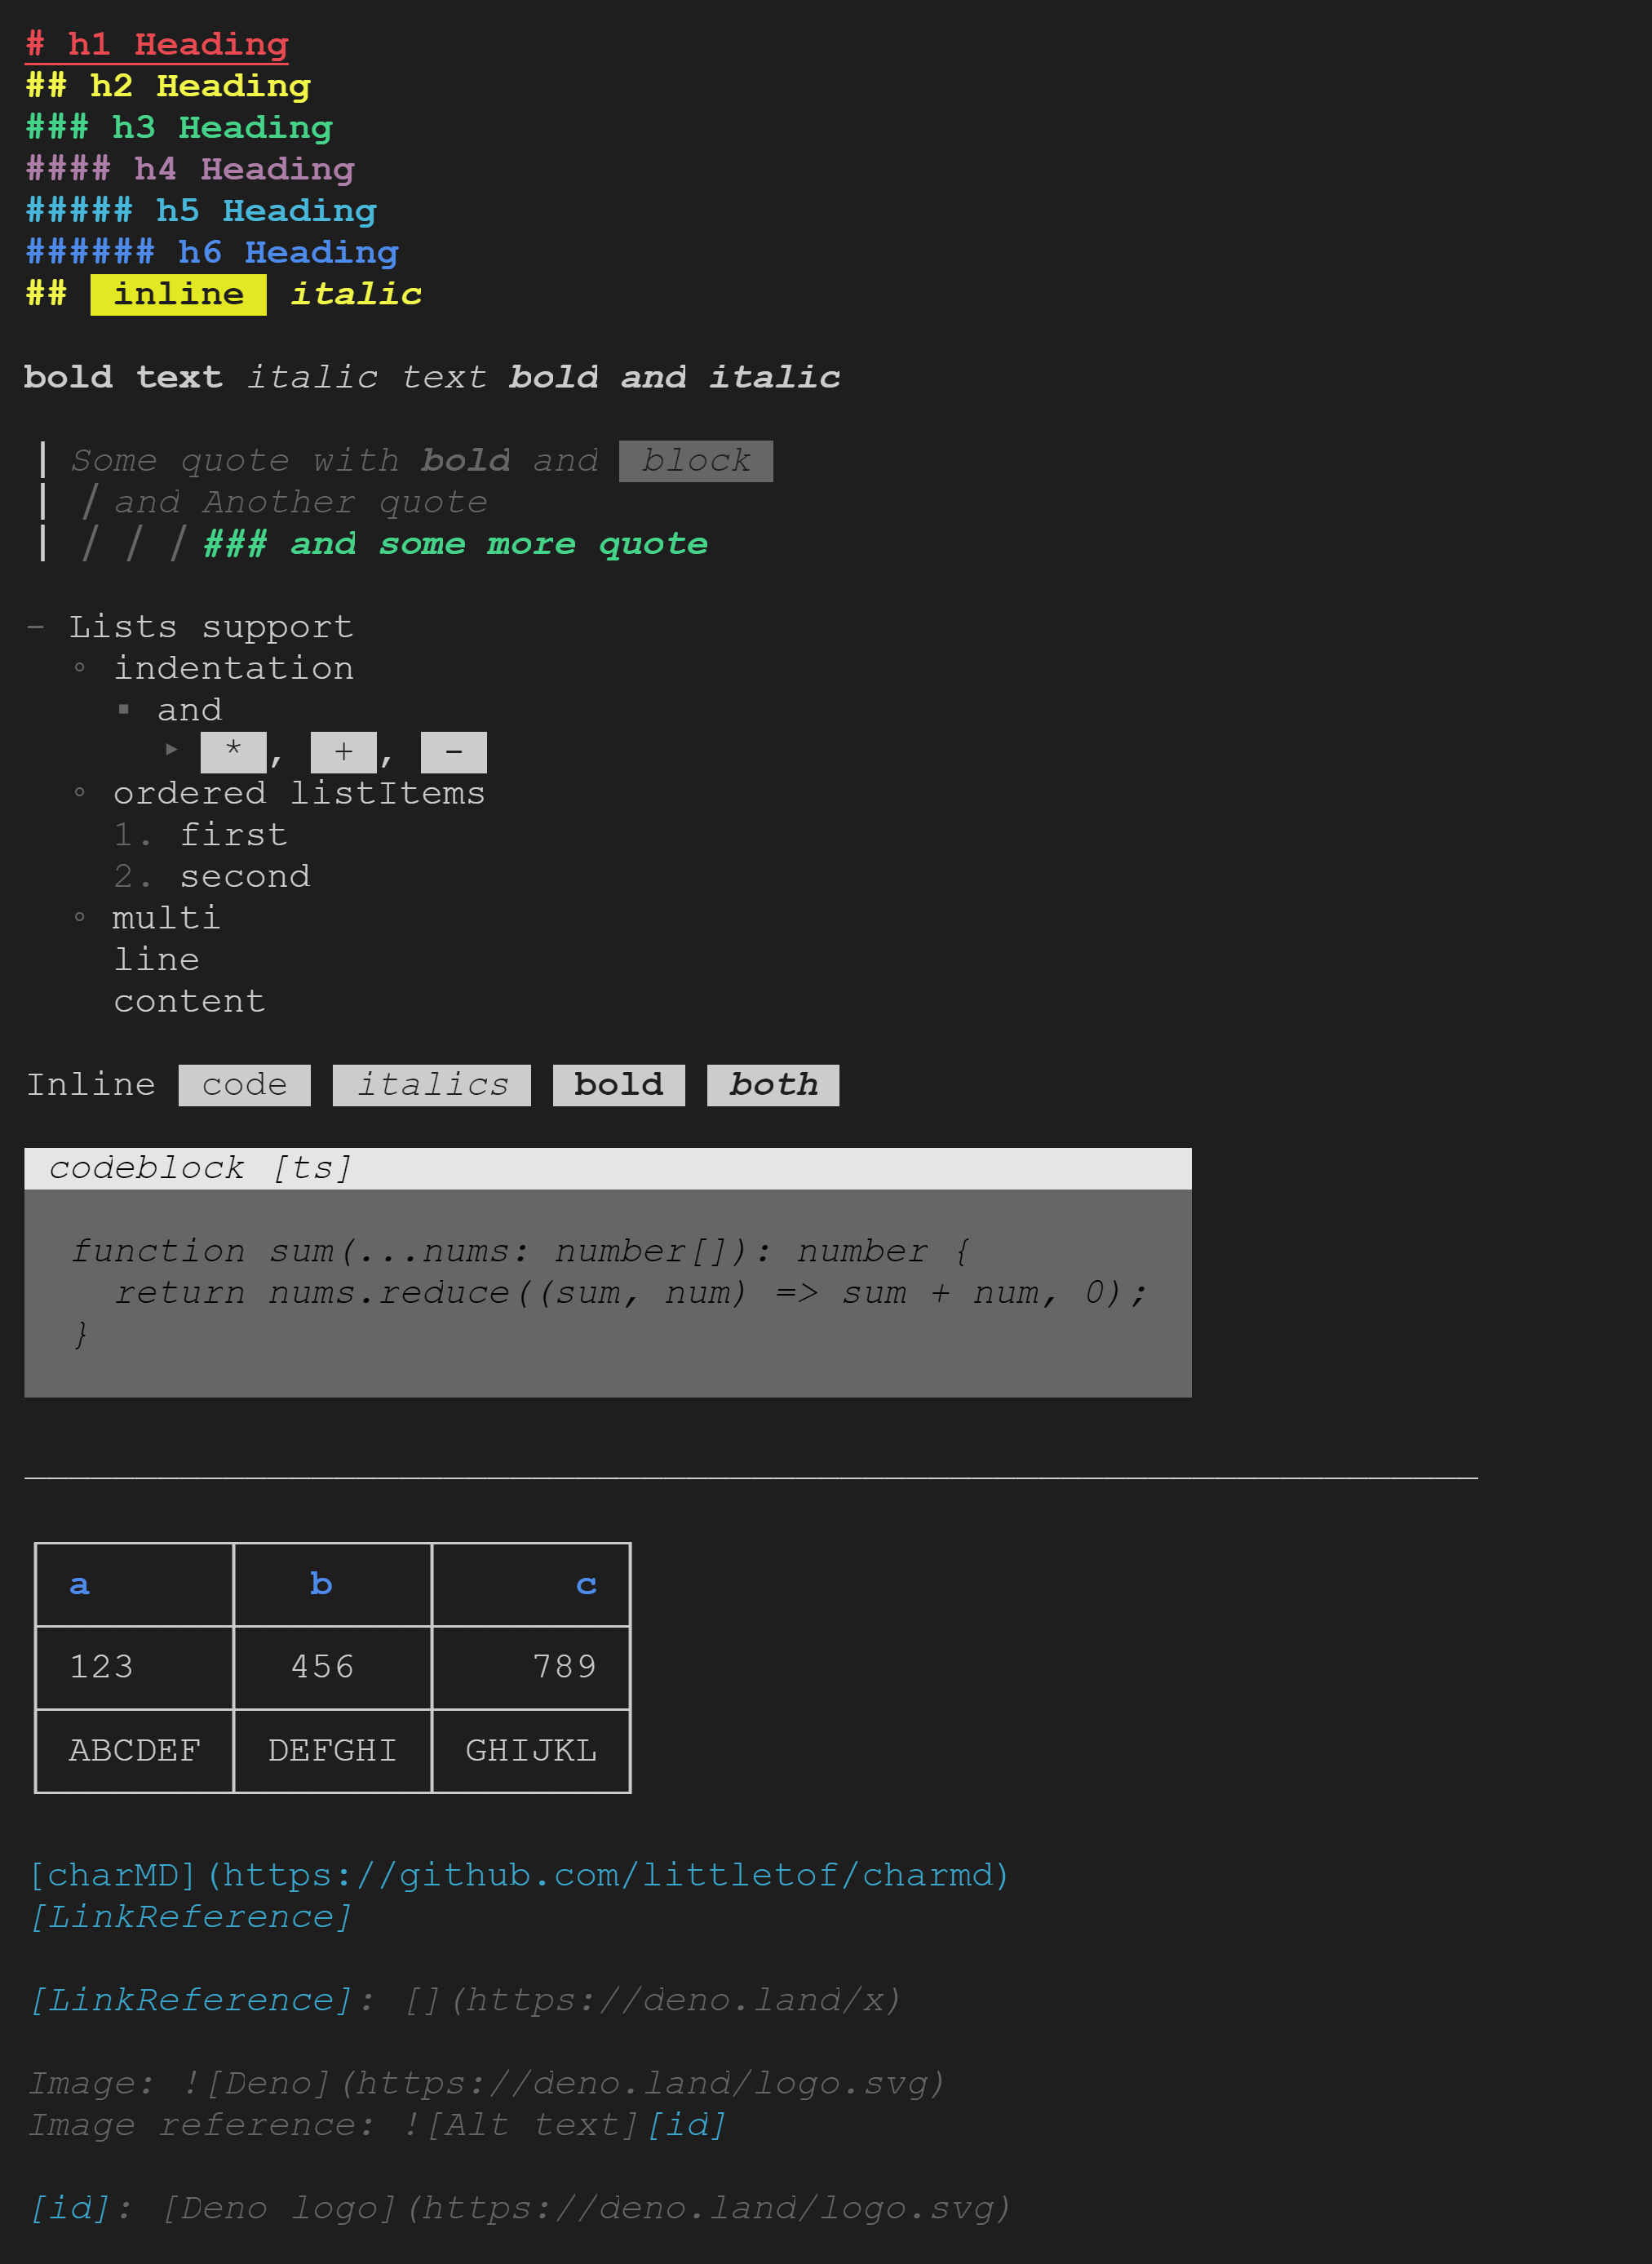 # h1 Heading
## h2 Heading
### h3 Heading
#### h4 Heading
##### h5 Heading
###### h6 Heading
## inline italic
bold text italic text bold and italic
Some quote with bold and block
and Another quote
### and some more quote
- Lists support
◦ indentation
▪ and
‣ *, +, -
◦ ordered listItems
1. first
2. second
◦ multi
line
content
Inline code italics bold both
codeblock [ts]
function sum(...nums: number[]): number {
return nums.reduce((sum, num) => sum + num, 0);
}
a b c
123 456 789
ABCDEF DEFGHI GHIJKL
[charMD](https://github.com/littletof/charmd)
[LinkReference]
[LinkReference]: [](https://deno.land/x)
Image: ![Deno](https://deno.land/logo.svg)
Image reference: ![Alt text][id]
[id]: [Deno logo](https://deno.land/logo.svg)